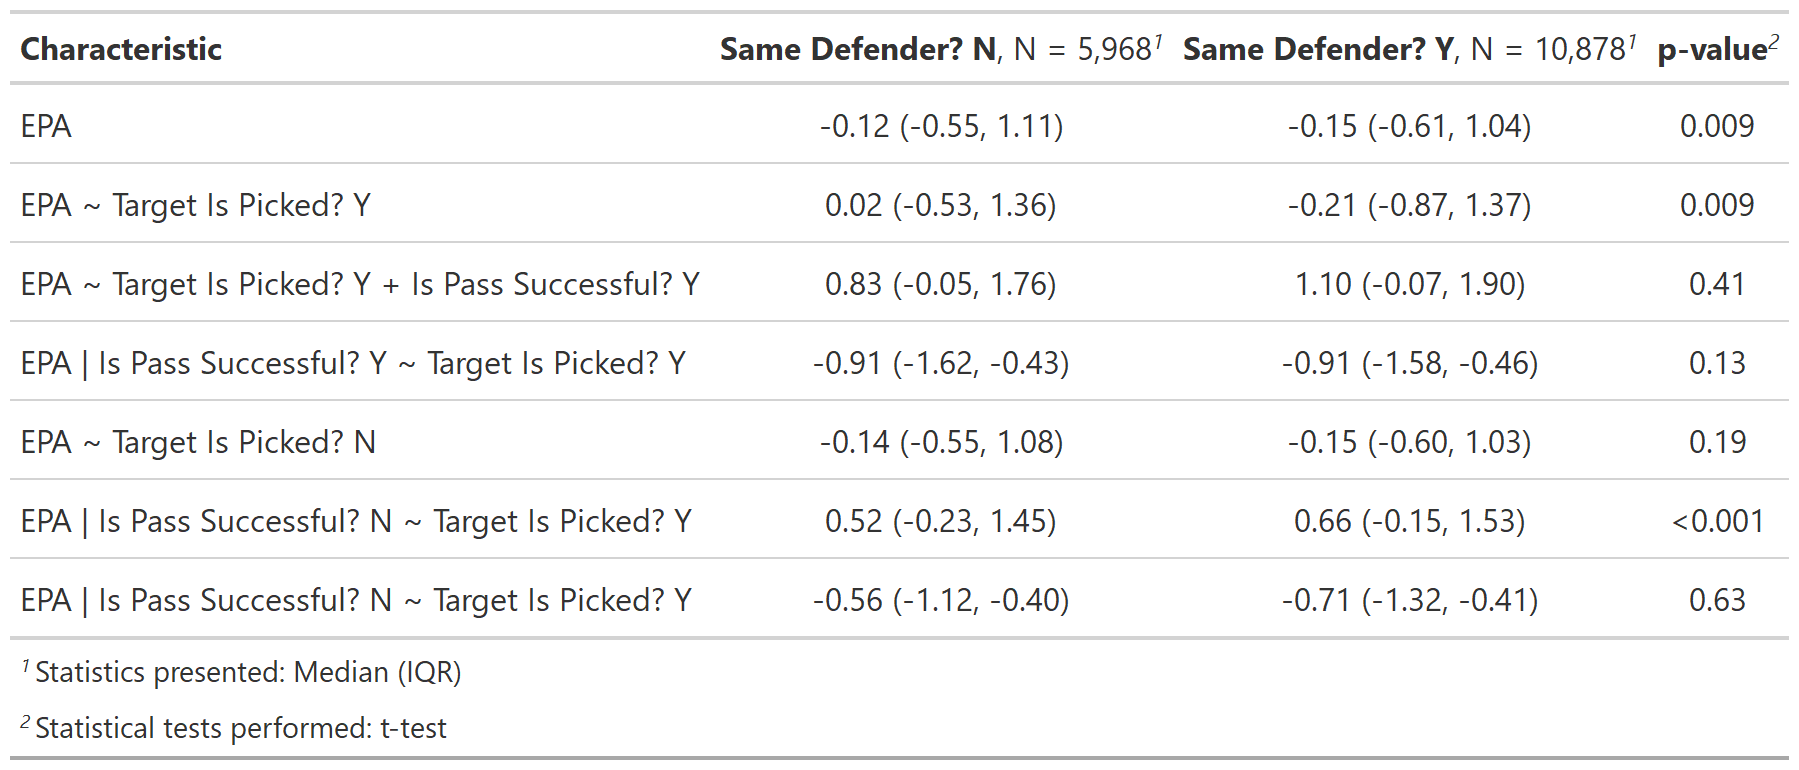 Characteristic Same Defender? N, N = 5,968¹ Same Defender? Y, N = 10,878¹ p-value²
EPA -0.12 (-0.55, 1.11) -0.15 (-0.61, 1.04) 0.009
EPA ~ Target Is Picked? Y 0.02 (-0.53, 1.36) -0.21 (-0.87, 1.37) 0.009
EPA ~ Target Is Picked? Y + Is Pass Successful? Y 0.83 (-0.05, 1.76) 1.10 (-0.07, 1.90) 0.41
EPA | Is Pass Successful? Y ~ Target Is Picked? Y -0.91 (-1.62, -0.43) -0.91 (-1.58, -0.46) 0.13
EPA ~ Target Is Picked? N -0.14 (-0.55, 1.08) -0.15 (-0.60, 1.03) 0.19
EPA | Is Pass Successful? N ~ Target Is Picked? Y 0.52 (-0.23, 1.45) 0.66 (-0.15, 1.53) <0.001
EPA | Is Pass Successful? N ~ Target Is Picked? Y -0.56 (-1.12, -0.40) -0.71 (-1.32, -0.41) 0.63
¹ Statistics presented: Median (IQR)
² Statistical tests performed: t-test